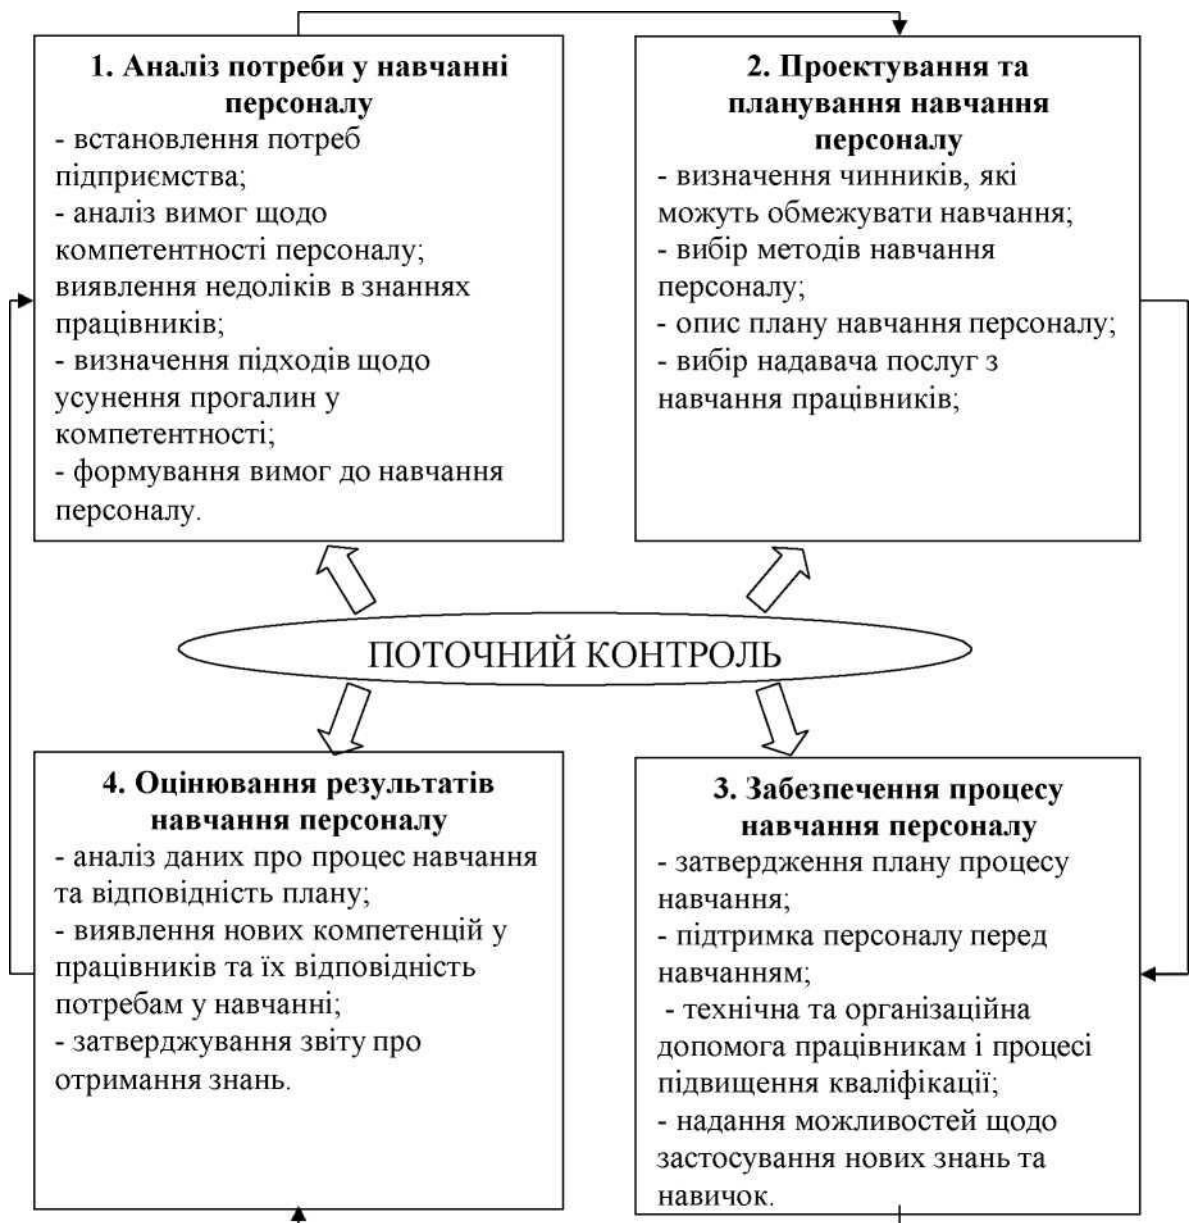 1. Аналіз потреби у навчанні
персоналу
- встановлення потреб
підприємства;
- аналіз вимог щодо
компетентності персоналу;
виявлення недоліків в знаннях
працівників;
- визначення підходів щодо
усунення прогалин у
компетентності;
- формування вимог до навчання
персоналу.
2. Проектування та
планування навчання
персоналу
- визначення чинників, які
можуть обмежувати навчання;
- вибір методів навчання
персоналу;
- опис плану навчання персоналу;
- вибір надавача послуг з
навчання працівників;
ПОТОЧНИЙ КОНТРОЛЬ
4. Оцінювання результатів
навчання персоналу
- аналіз даних про процес навчання
та відповідність плану;
- виявлення нових компетенцій у
працівників та їх відповідність
потребам у навчанні;
- затверджування звіту про
отримання знань.
3. Забезпечення процесу
навчання персоналу
- затвердження плану процесу
навчання;
- підтримка персоналу перед
навчанням;
- технічна та організаційна
допомога працівникам і процесі
підвищення кваліфікації;
- надання можливостей щодо
застосування нових знань та
навичок.